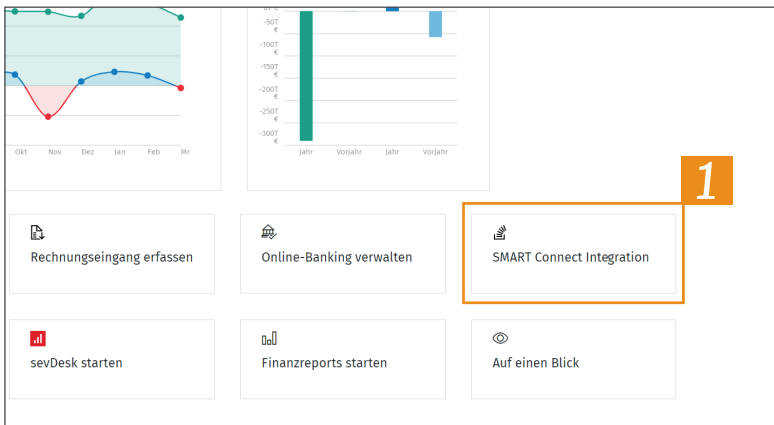 -50T
€
-100T
€
-150T
€
-200T
€
-250T
€
-300T
€
Okt Nov Dez Jan Feb
Jahr Vorjahr Jahr Vorjahr
1
Rechnungseingang erfassen
Online-Banking verwalten
SMART Connect Integration
sevDesk starten
Finanzreports starten
Auf einen Blick